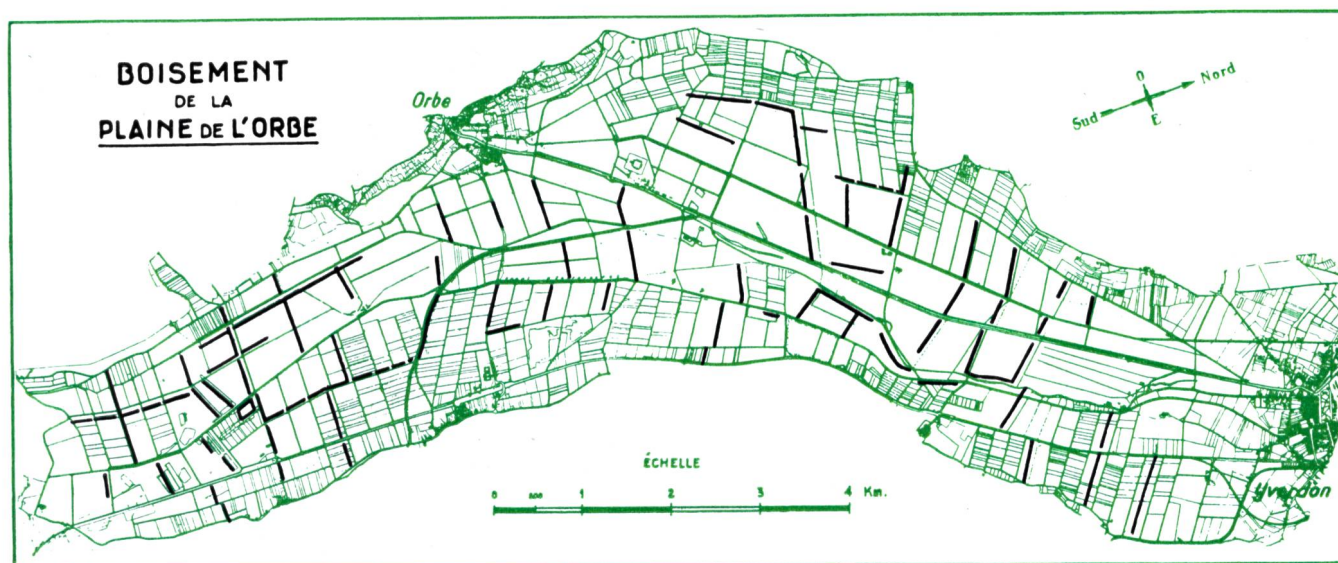 BOISEMENT
DE LA
PLAINE DE L'ORBE
Orbe
O
Nord
Sud
E
ÉCHELLE
0 500 1 2 3 4 Km.
Yverdon